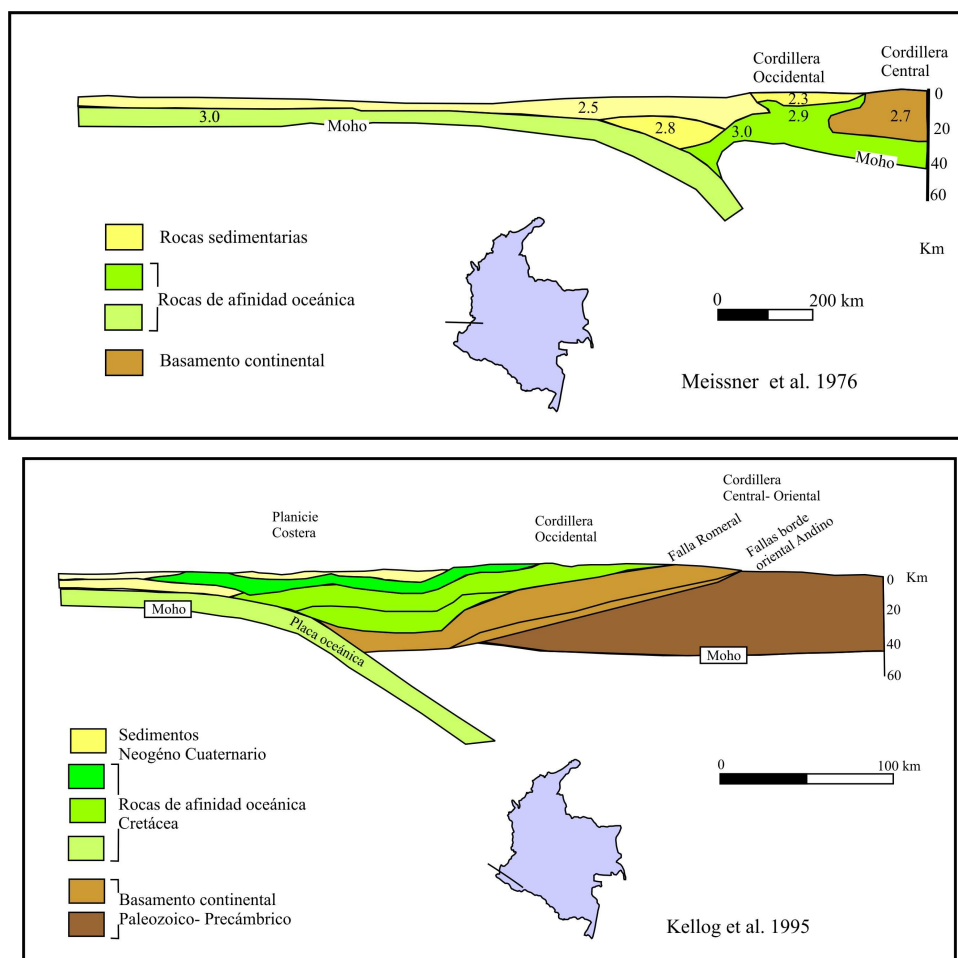 Cordillera
Occidental
Cordillera
Central
0
20
40
60
Km
2.3
2.5
2.9
2.7
2.8
3.0
3.0
Moho
Moho
Rocas sedimentarias
Rocas de afinidad oceánica
Basamento continental
0 200 km
Meissner et al. 1976
Cordillera
Central- Oriental
Planicie
Costera
Cordillera
Occidental
Falla Romeral
Fallas borde
oriental Andino
0 Km
20
40
60
Moho
Placa oceánica
Moho
Sedimentos
Neogéno Cuaternario
Rocas de afinidad oceánica
Cretácea
Basamento continental
Paleozoico- Precámbrico
0 100 km
Kellog et al. 1995